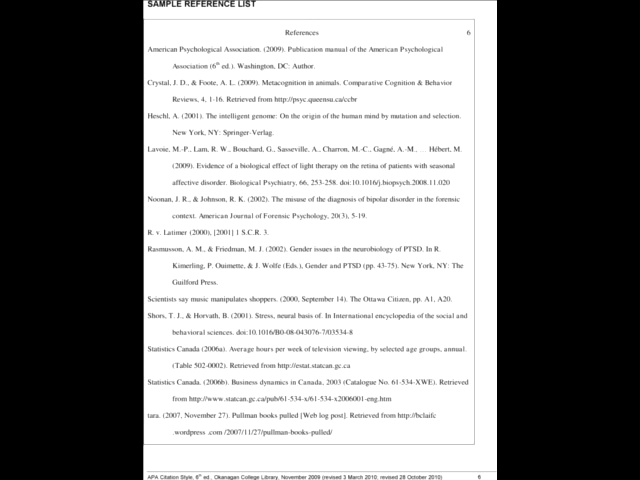 SAMPLE REFERENCE LIST
References 6
American Psychological Association. (2009). Publication manual of the American Psychological
Association (6th ed.). Washington, DC: Author.
Crystal, J. D., & Foote, A. L. (2009). Metacognition in animals. Comparative Cognition & Behavior
Reviews, 4, 1-16. Retrieved from http://psyc.queensu.ca/ccbr
Heschl, A. (2001). The intelligent genome: On the origin of the human mind by mutation and selection.
New York, NY: Springer-Verlag.
Lavoie, M.-P., Lam, R. W., Bouchard, G., Sasseville, A., Charron, M.-C., Gagné, A.-M., … Hébert, M.
(2009). Evidence of a biological effect of light therapy on the retina of patients with seasonal
affective disorder. Biological Psychiatry, 66, 253-258. doi:10.1016/j.biopsych.2008.11.020
Noonan, J. R., & Johnson, R. K. (2002). The misuse of the diagnosis of bipolar disorder in the forensic
context. American Journal of Forensic Psychology, 20(3), 5-19.
R. v. Latimer (2000), [2001] 1 S.C.R. 3.
Rasmusson, A. M., & Friedman, M. J. (2002). Gender issues in the neurobiology of PTSD. In R.
Kimerling, P. Ouimette, & J. Wolfe (Eds.), Gender and PTSD (pp. 43-75). New York, NY: The
Guilford Press.
Scientists say music manipulates shoppers. (2000, September 14). The Ottawa Citizen, pp. A1, A20.
Shors, T. J., & Horvath, B. (2001). Stress, neural basis of. In International encyclopedia of the social and
behavioral sciences. doi:10.1016/B0-08-043076-7/03534-8
Statistics Canada (2006a). Average hours per week of television viewing, by selected age groups, annual.
(Table 502-0002). Retrieved from http://estat.statcan.gc.ca
Statistics Canada. (2006b). Business dynamics in Canada, 2003 (Catalogue No. 61-534-XWE). Retrieved
from http://www.statcan.gc.ca/pub/61-534-x/61-534-x2006001-eng.htm
tara. (2007, November 27). Pullman books pulled [Web log post]. Retrieved from http://bclaifc
.wordpress .com /2007/11/27/pullman-books-pulled/
APA Citation Style, 6th ed., Okanagan College Library, November 2009 (revised 3 March 2010; revised 28 October 2010) 6